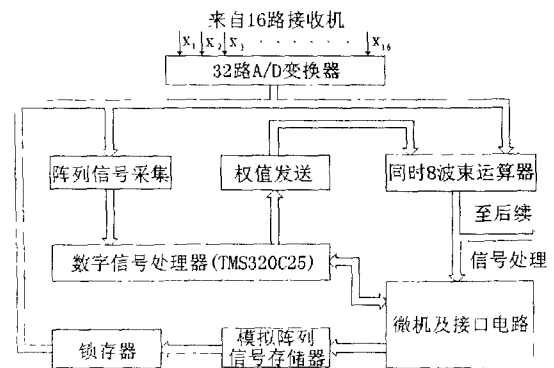 来自16路接收机
x₁ x₂ x₃ · · · · · · · x₁₆
32路A/D变换器
阵列信号采集
权值发送
同时8波束运算器
至后续
信号处理
数字信号处理器(TMS320C25)
微机及接口电路
锁存器
模拟阵列
信号存储器